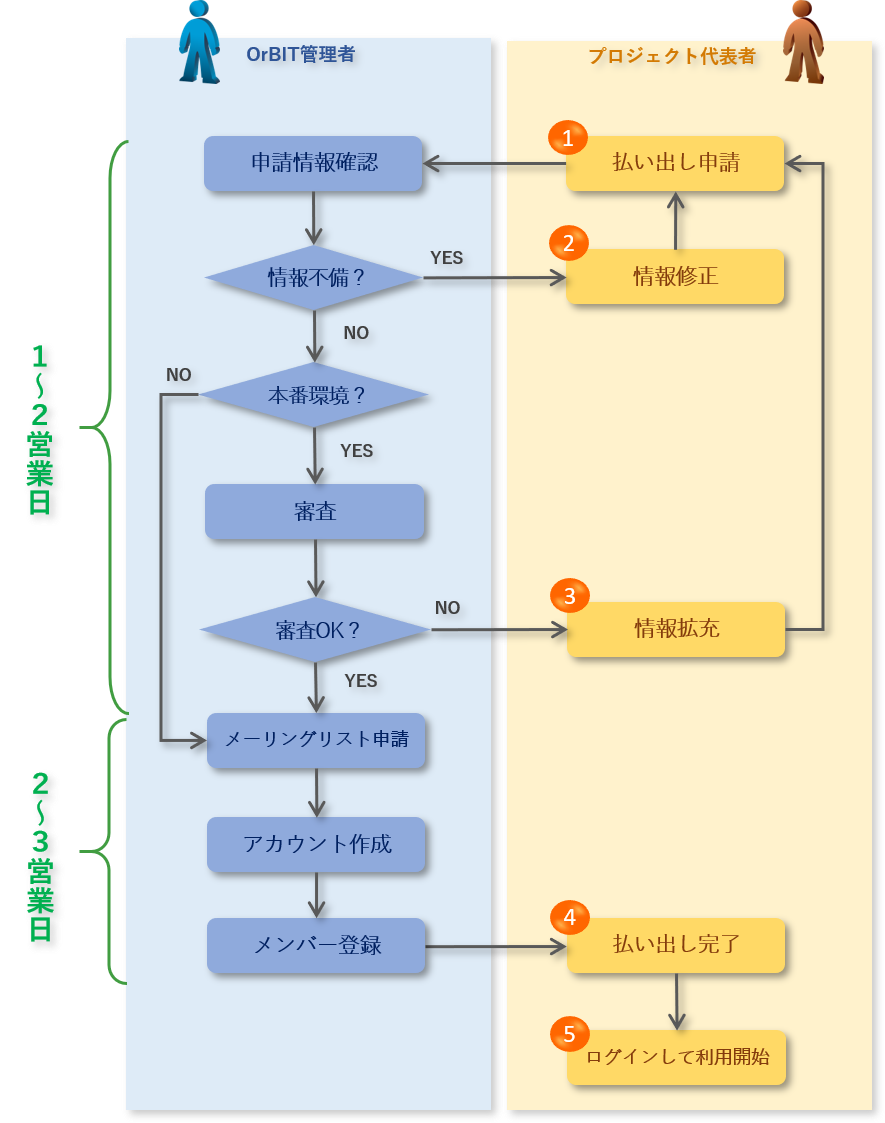 OrBIT管理者
プロジェクト代表者
申請情報確認
1
払い出し申請
情報不備？
YES
2
情報修正
NO
本番環境？
NO
YES
審査
審査OK？
NO
3
情報拡充
YES
メーリングリスト申請
アカウント作成
メンバー登録
4
払い出し完了
5
ログインして利用開始
１～２営業日
２～３営業日